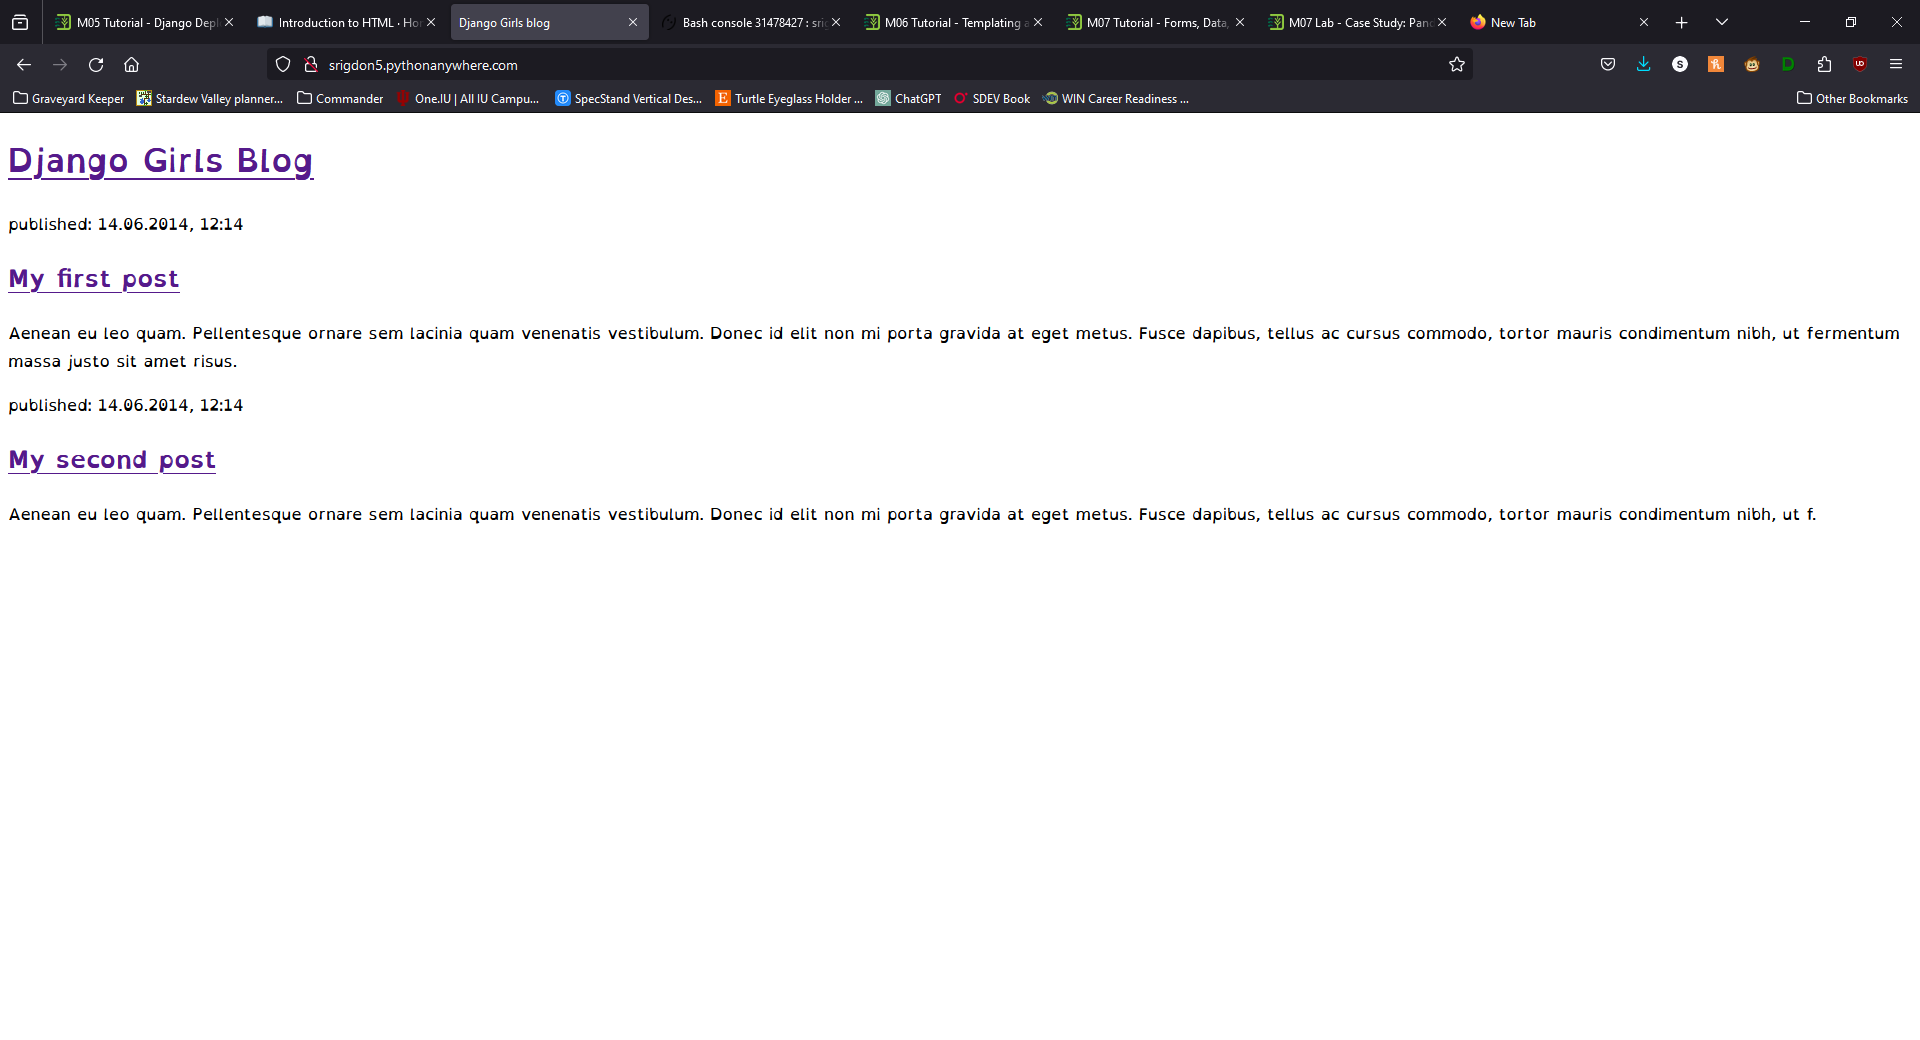 M05 Tutorial - Django Dep
Introduction to HTML · Ho
Django Girls blog
Bash console 31478427 : sri
M06 Tutorial - Templating a
M07 Tutorial - Forms, Data,
M07 Lab - Case Study: Pand
New Tab
srigdon5.pythonanywhere.com
Graveyard Keeper
Stardew Valley planner...
Commander
One.IU | All IU Campu...
SpecStand Vertical Des...
Turtle Eyeglass Holder ...
ChatGPT
SDEV Book
WIN Career Readiness ...
Other Bookmarks
Django Girls Blog
published: 14.06.2014, 12:14
My first post
Aenean eu leo quam. Pellentesque ornare sem lacinia quam venenatis vestibulum. Donec id elit non mi porta gravida at eget metus. Fusce dapibus, tellus ac cursus commodo, tortor mauris condimentum nibh, ut fermentum
massa justo sit amet risus.
published: 14.06.2014, 12:14
My second post
Aenean eu leo quam. Pellentesque ornare sem lacinia quam venenatis vestibulum. Donec id elit non mi porta gravida at eget metus. Fusce dapibus, tellus ac cursus commodo, tortor mauris condimentum nibh, ut f.